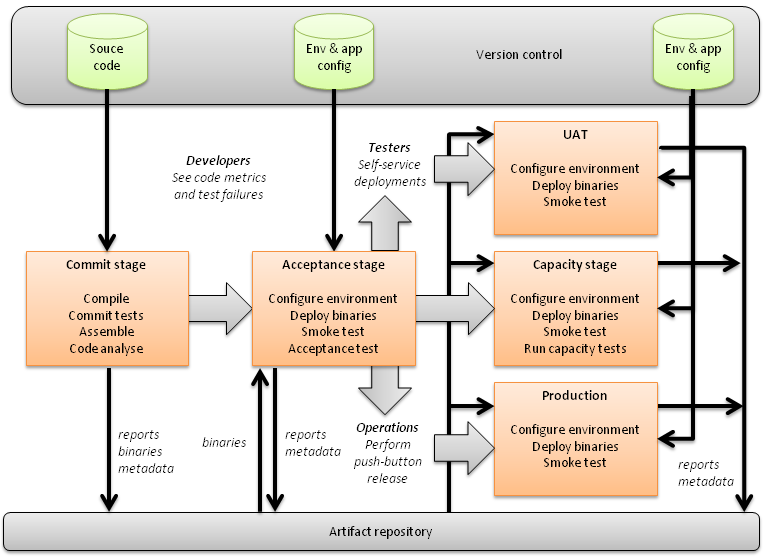 Souce
code
Env & app
config
Version control
Env & app
config
Developers
See code metrics
and test failures
Testers
Self-service
deployments
UAT
Configure environment
Deploy binaries
Smoke test
Commit stage
Compile
Commit tests
Assemble
Code analyse
Acceptance stage
Configure environment
Deploy binaries
Smoke test
Acceptance test
Capacity stage
Configure environment
Deploy binaries
Smoke test
Run capacity tests
Operations
Perform
push-button
release
Production
Configure environment
Deploy binaries
Smoke test
reports
binaries
metadata
binaries
reports
metadata
reports
metadata
Artifact repository